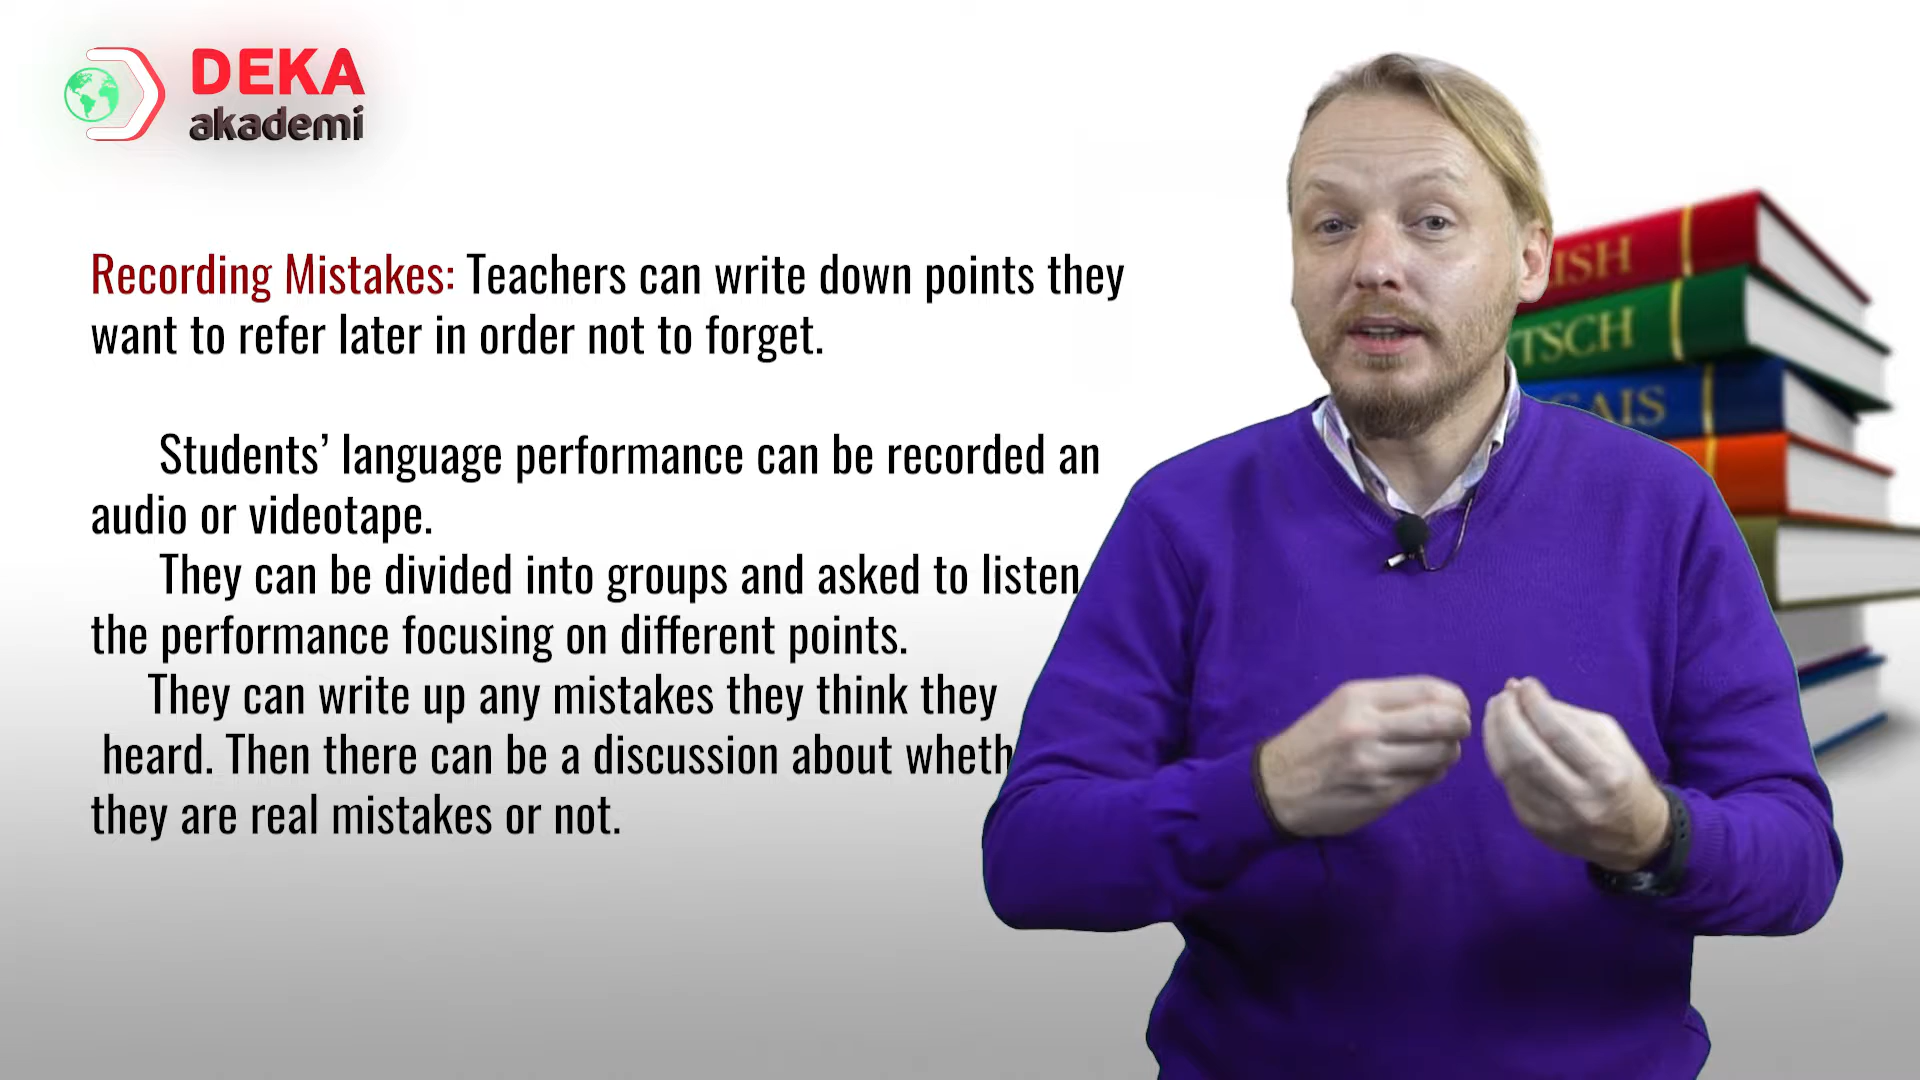 DEKA
akademi
Recording Mistakes: Teachers can write down points they
want to refer later in order not to forget.
Students’ language performance can be recorded an
audio or videotape.
They can be divided into groups and asked to listen
the performance focusing on different points.
They can write up any mistakes they think they
heard. Then there can be a discussion about wheth
they are real mistakes or not.
ISH
TSCH
AIS